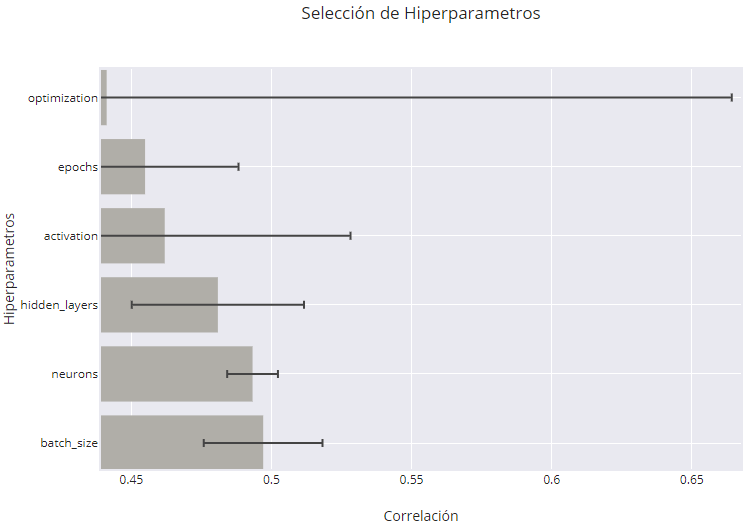 Selección de Hiperparametros
optimization
epochs
activation
hidden_layers
neurons
batch_size
Hiperparametros
0.45 0.5 0.55 0.6 0.65
Correlación